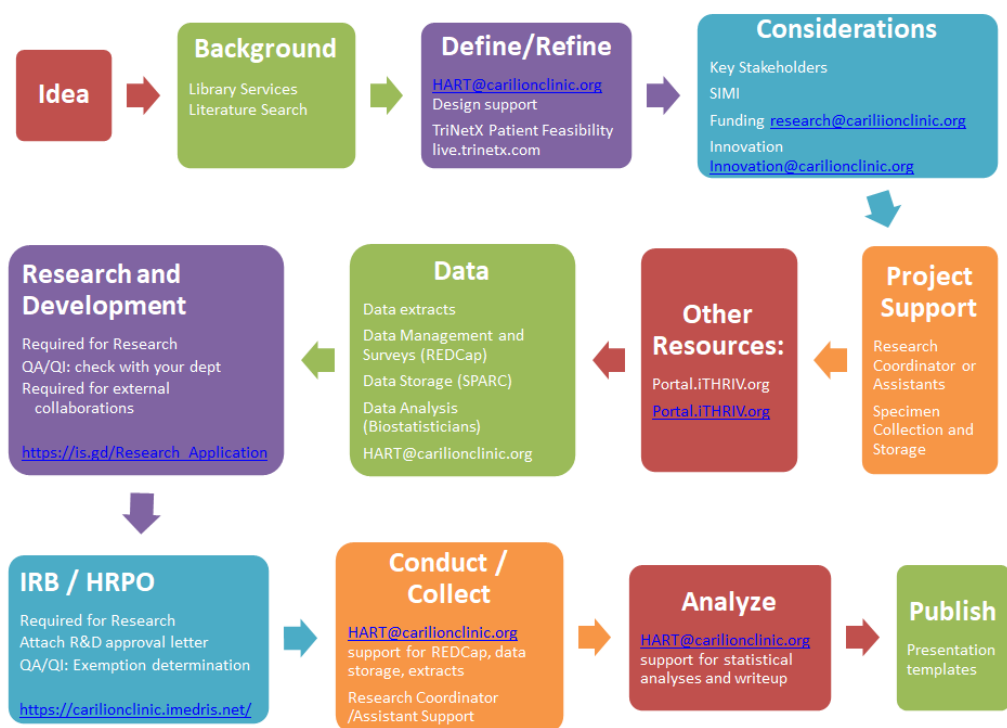 Idea
Background
Library Services
Literature Search
Define/Refine
HART@carilionclinic.org
Design support
TriNetX Patient Feasibility
live.trinetx.com
Considerations
Key Stakeholders
SIMI
Funding research@cariliionclinic.org
Innovation
Innovation@carilionclinic.org
Project
Support
Research
Coordinator or
Assistants
Specimen
Collection and
Storage
Other
Resources:
Portal.iTHRIV.org
Portal.iTHRIV.org
Data
Data extracts
Data Management and
Surveys (REDCap)
Data Storage (SPARC)
Data Analysis
(Biostatisticians)
HART@carilionclinic.org
Research and
Development
Required for Research
QA/QI: check with your dept
Required for external
collaborations
https://is.gd/Research_Application
IRB / HRPO
Required for Research
Attach R&D approval letter
QA/QI: Exemption determination
https://carilionclinic.imedris.net/
Conduct /
Collect
HART@carilionclinic.org
support for REDCap, data
storage, extracts
Research Coordinator
/Assistant Support
Analyze
HART@carilionclinic.org
support for statistical
analyses and writeup
Publish
Presentation
templates